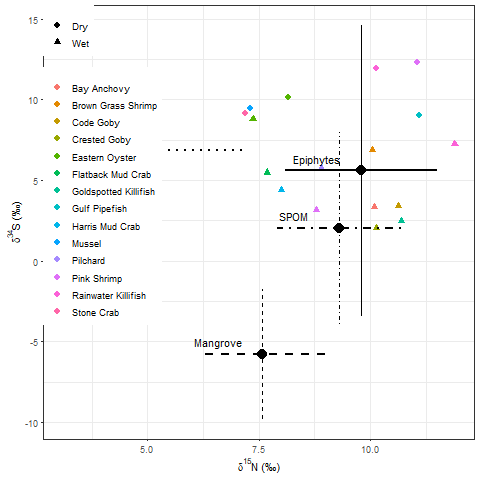 Dry
Wet
Bay Anchovy
Brown Grass Shrimp
Code Goby
Crested Goby
Eastern Oyster
Flatback Mud Crab
Goldspotted Killifish
Gulf Pipefish
Harris Mud Crab
Mussel
Pilchard
Pink Shrimp
Rainwater Killifish
Stone Crab
Epiphytes
SPOM
Mangrove
15
10
5
0
-5
-10
5.0
7.5
10.0
δ³⁴S (‰)
δ¹⁵N (‰)